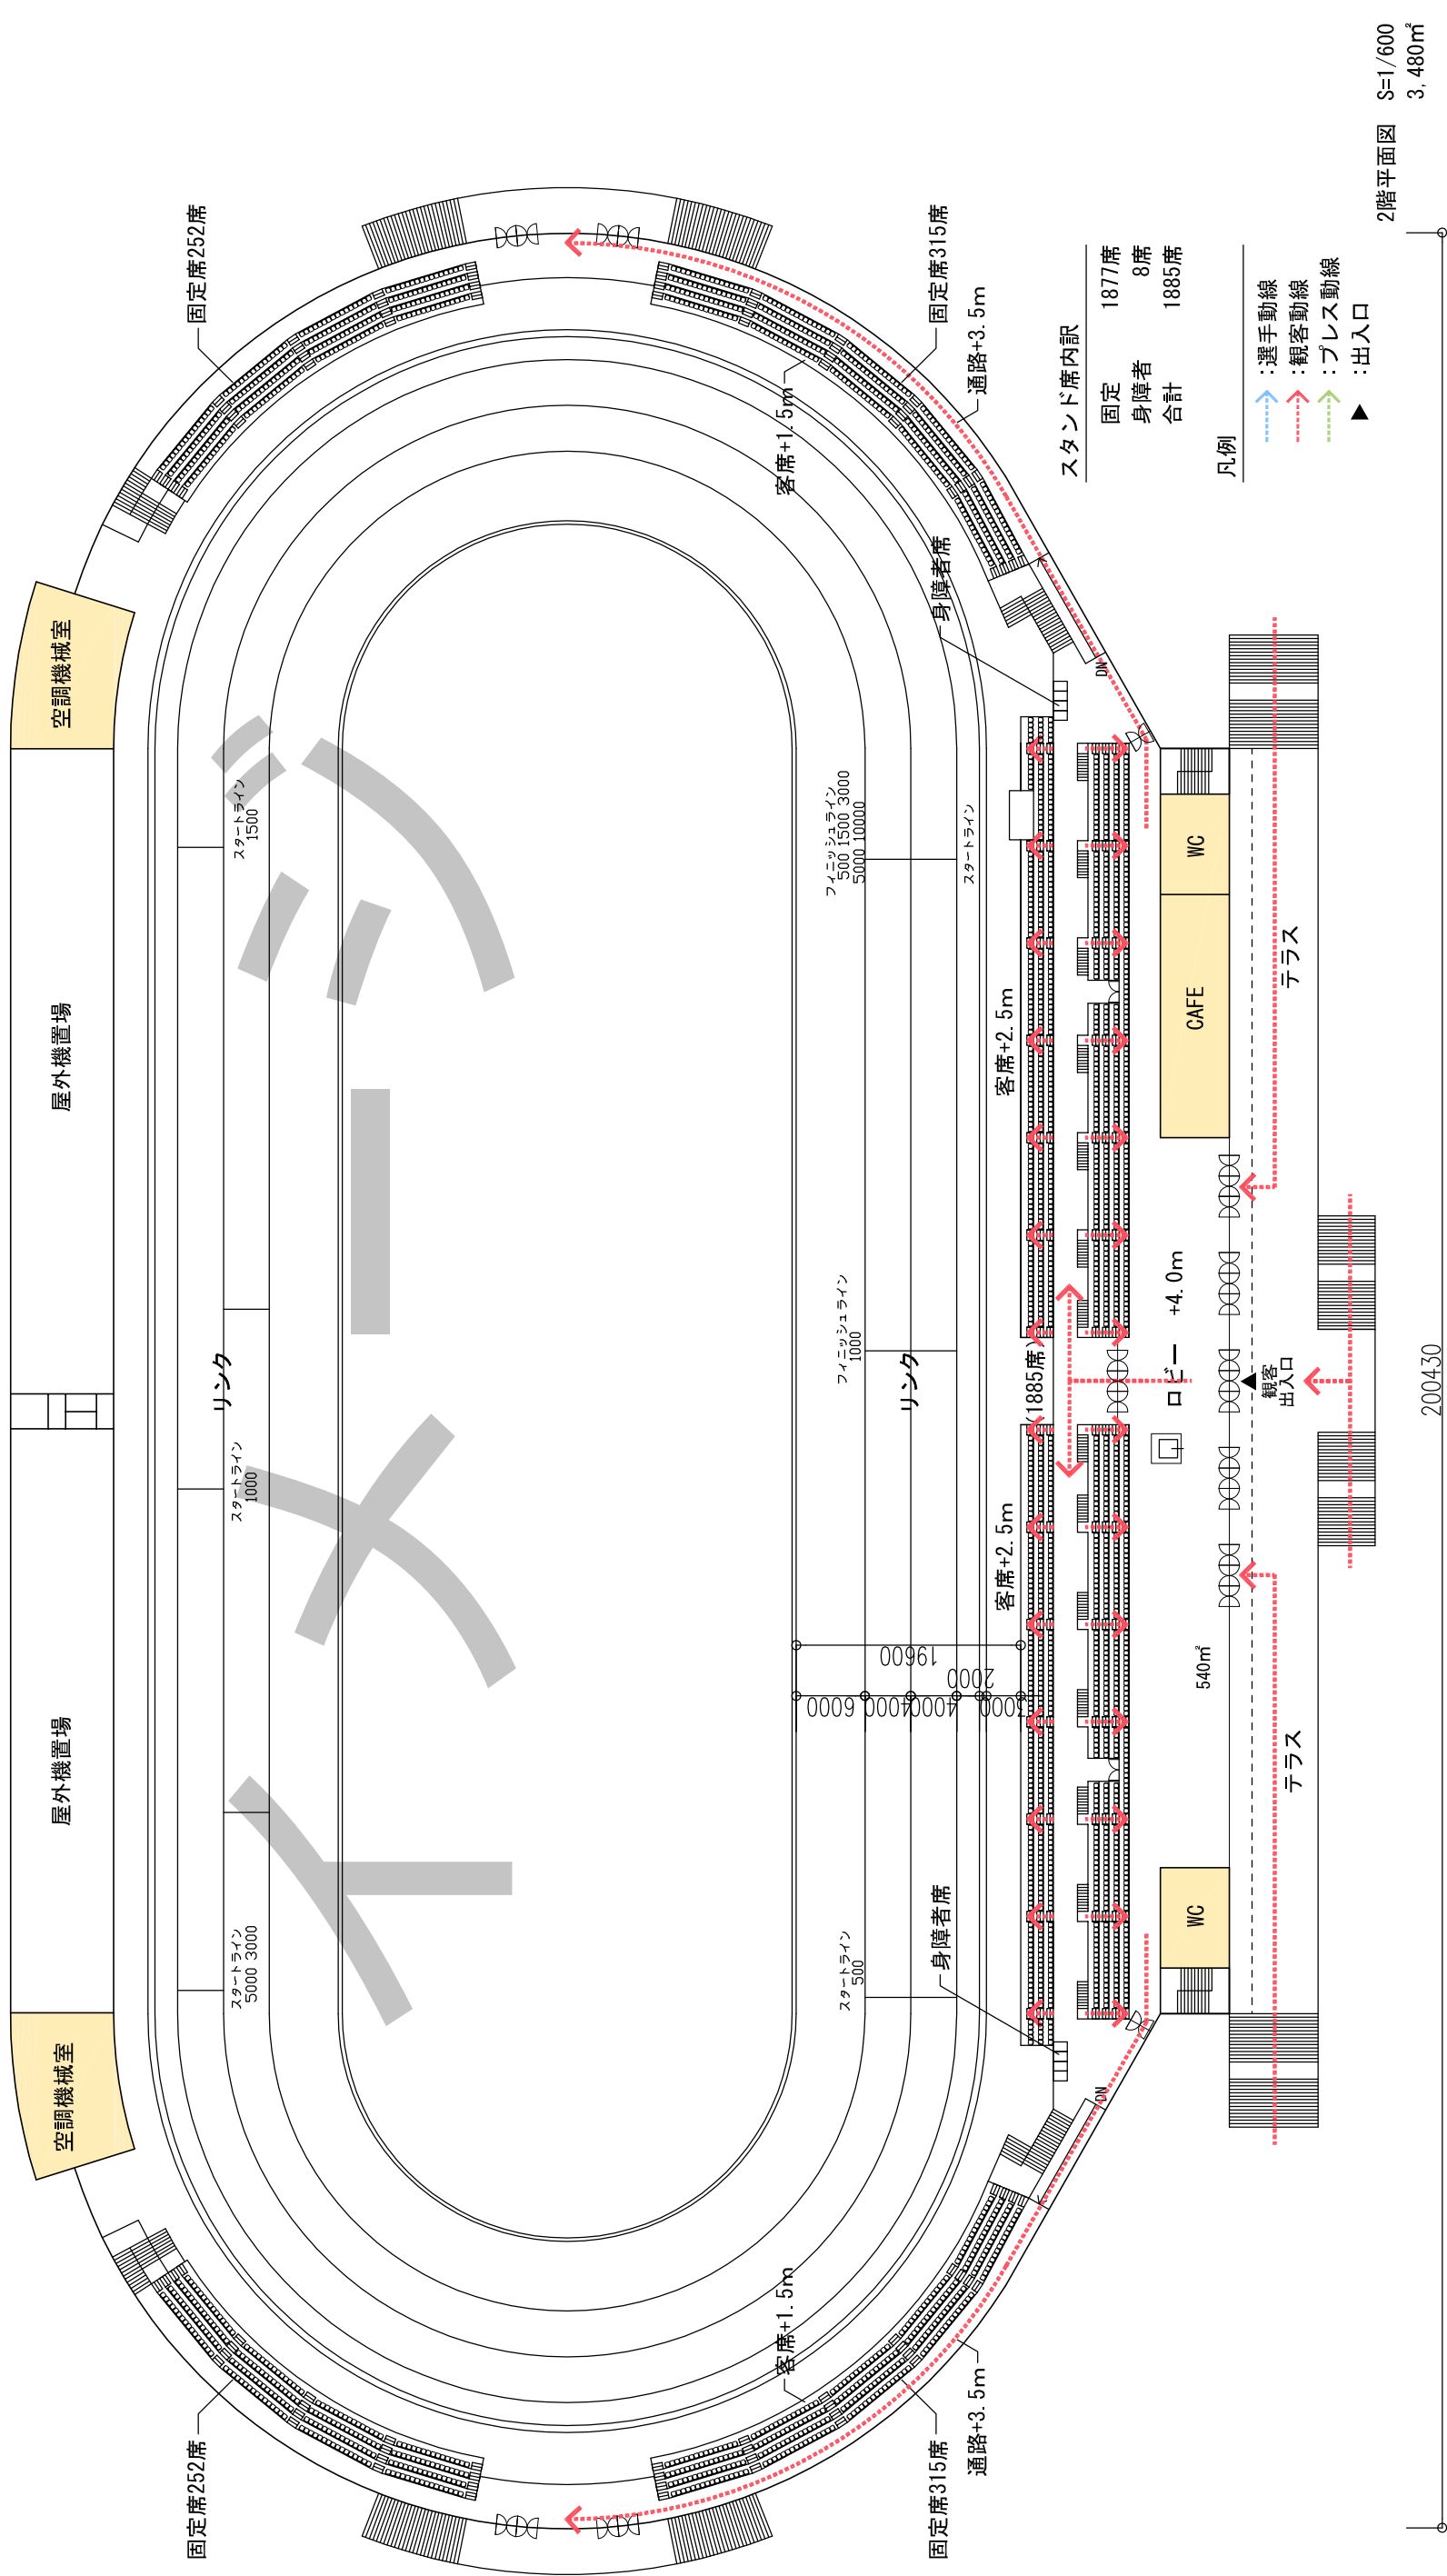 2階平面図 S=1/600
3,480㎡
空調機械室
屋外機置場
屋外機置場
空調機械室
固定席252席
固定席252席
スタートライン
5000 3000
スタートライン
1000
スタートライン
1500
リンク
イメージ
スタートライン
500
フィニッシュライン
1000
フィニッシュライン
500 1500 3000
5000 10000
スタートライン
リンク
19600
6000
4000
4000
2000
3000
客席+1.5m
客席+1.5m
固定席315席
固定席315席
通路+3.5m
通路+3.5m
身障者席
身障者席
客席+2.5m
(1885席)
客席+2.5m
DN
DN
WC
540㎡
ロビー +4.0m
CAFE
WC
テラス
観客
出入口
テラス
スタンド席内訳
固定 1877席
身障者 8席
合計 1885席
凡例
:選手動線
:観客動線
:プレス動線
▲ :出入口
200430